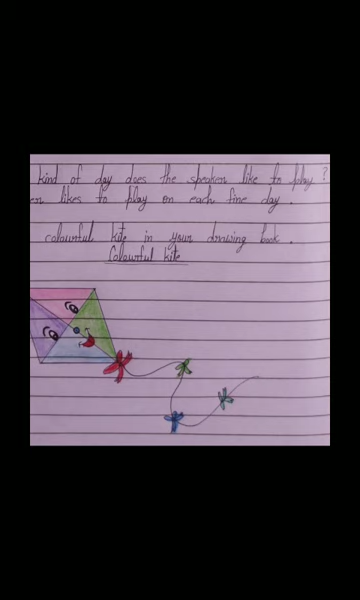 kind of day does the speaker like to play ?
er likes to play on each fine day .
colourful kite in your drawing book .
Colourful kite